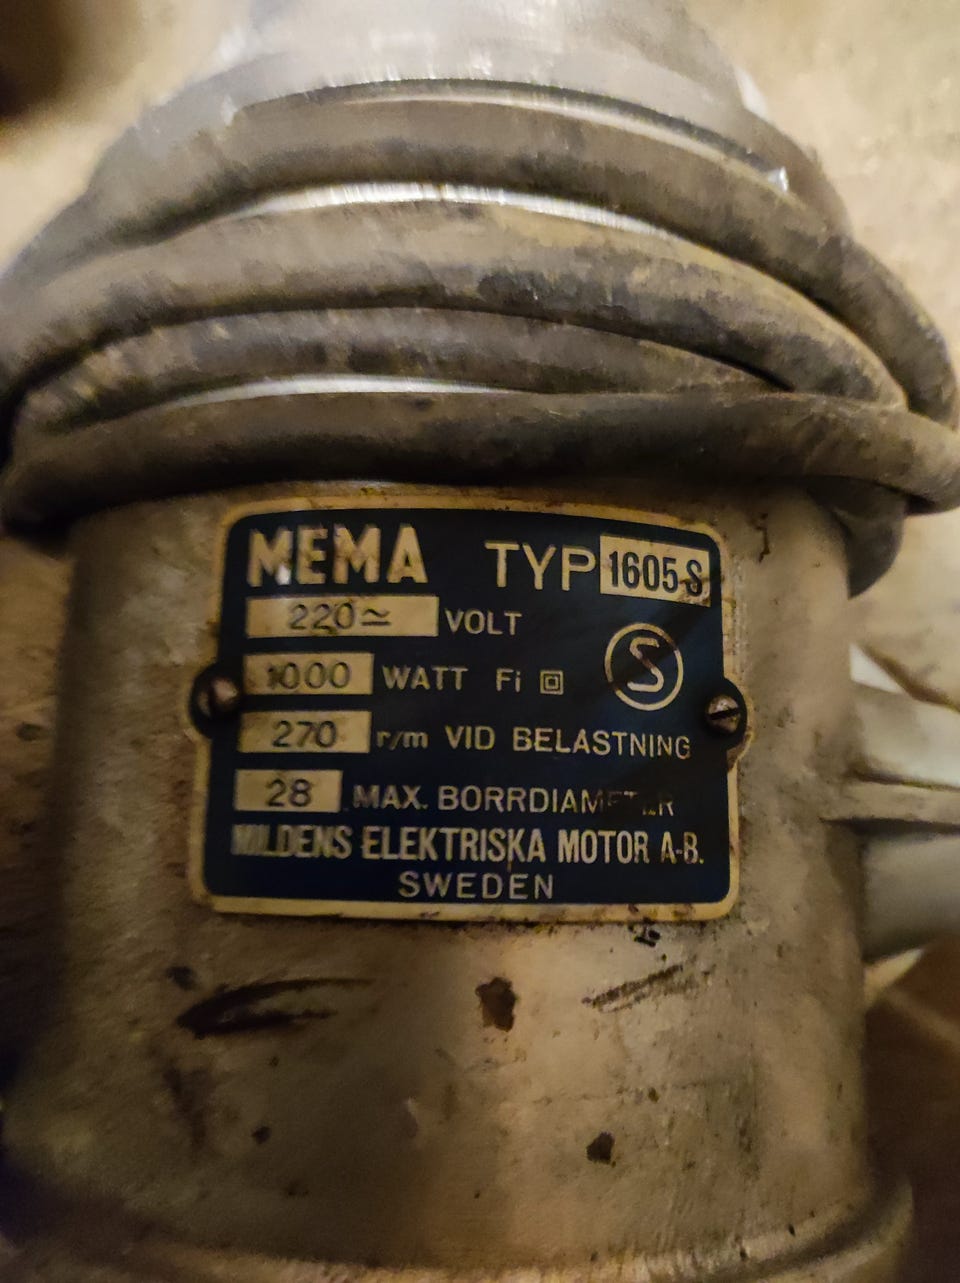 MEMA TYP 1605 S
220≃ VOLT
1000 WATT Fi S
270 r/m VID BELASTNING
28 MAX. BORRDIAMETER
MILDENS ELEKTRISKA MOTOR A-B.
SWEDEN